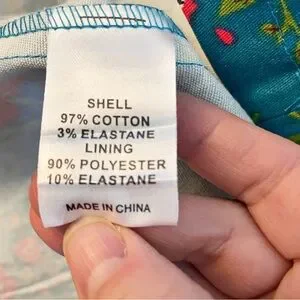 SHELL
97% COTTON
3% ELASTANE
LINING
90% POLYESTER
10% ELASTANE
MADE IN CHINA